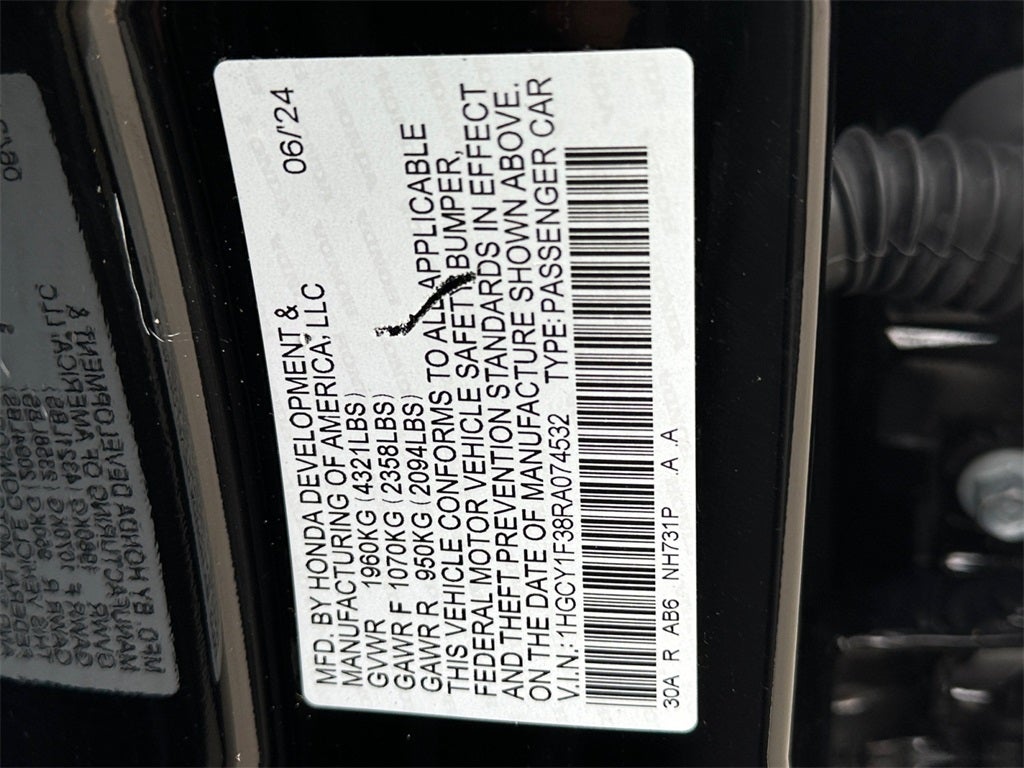 MFD. BY HONDA DEVELOPMENT &
MANUFACTURING OF AMERICA, LLC 06/'24
GVWR 1960KG (4321LBS)
GAWR F 1070KG (2358LBS)
GAWR R 950KG (2094LBS)
THIS VEHICLE CONFORMS TO ALL APPLICABLE
FEDERAL MOTOR VEHICLE SAFETY BUMPER,
AND THEFT PREVENTION STANDARDS IN EFFECT
ON THE DATE OF MANUFACTURE SHOWN ABOVE.
V.I.N.: 1HGCY1F38RA074532 TYPE: PASSENGER CAR
30A R AB6 NH731P .A .A